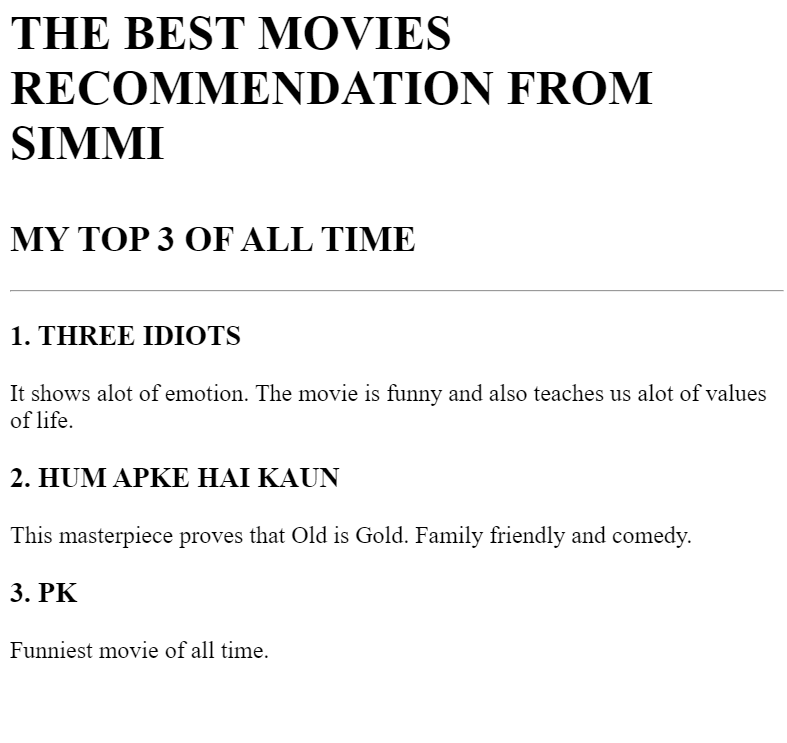 THE BEST MOVIES
RECOMMENDATION FROM
SIMMI
MY TOP 3 OF ALL TIME
1. THREE IDIOTS
It shows alot of emotion. The movie is funny and also teaches us alot of values
of life.
2. HUM APKE HAI KAUN
This masterpiece proves that Old is Gold. Family friendly and comedy.
3. PK
Funniest movie of all time.